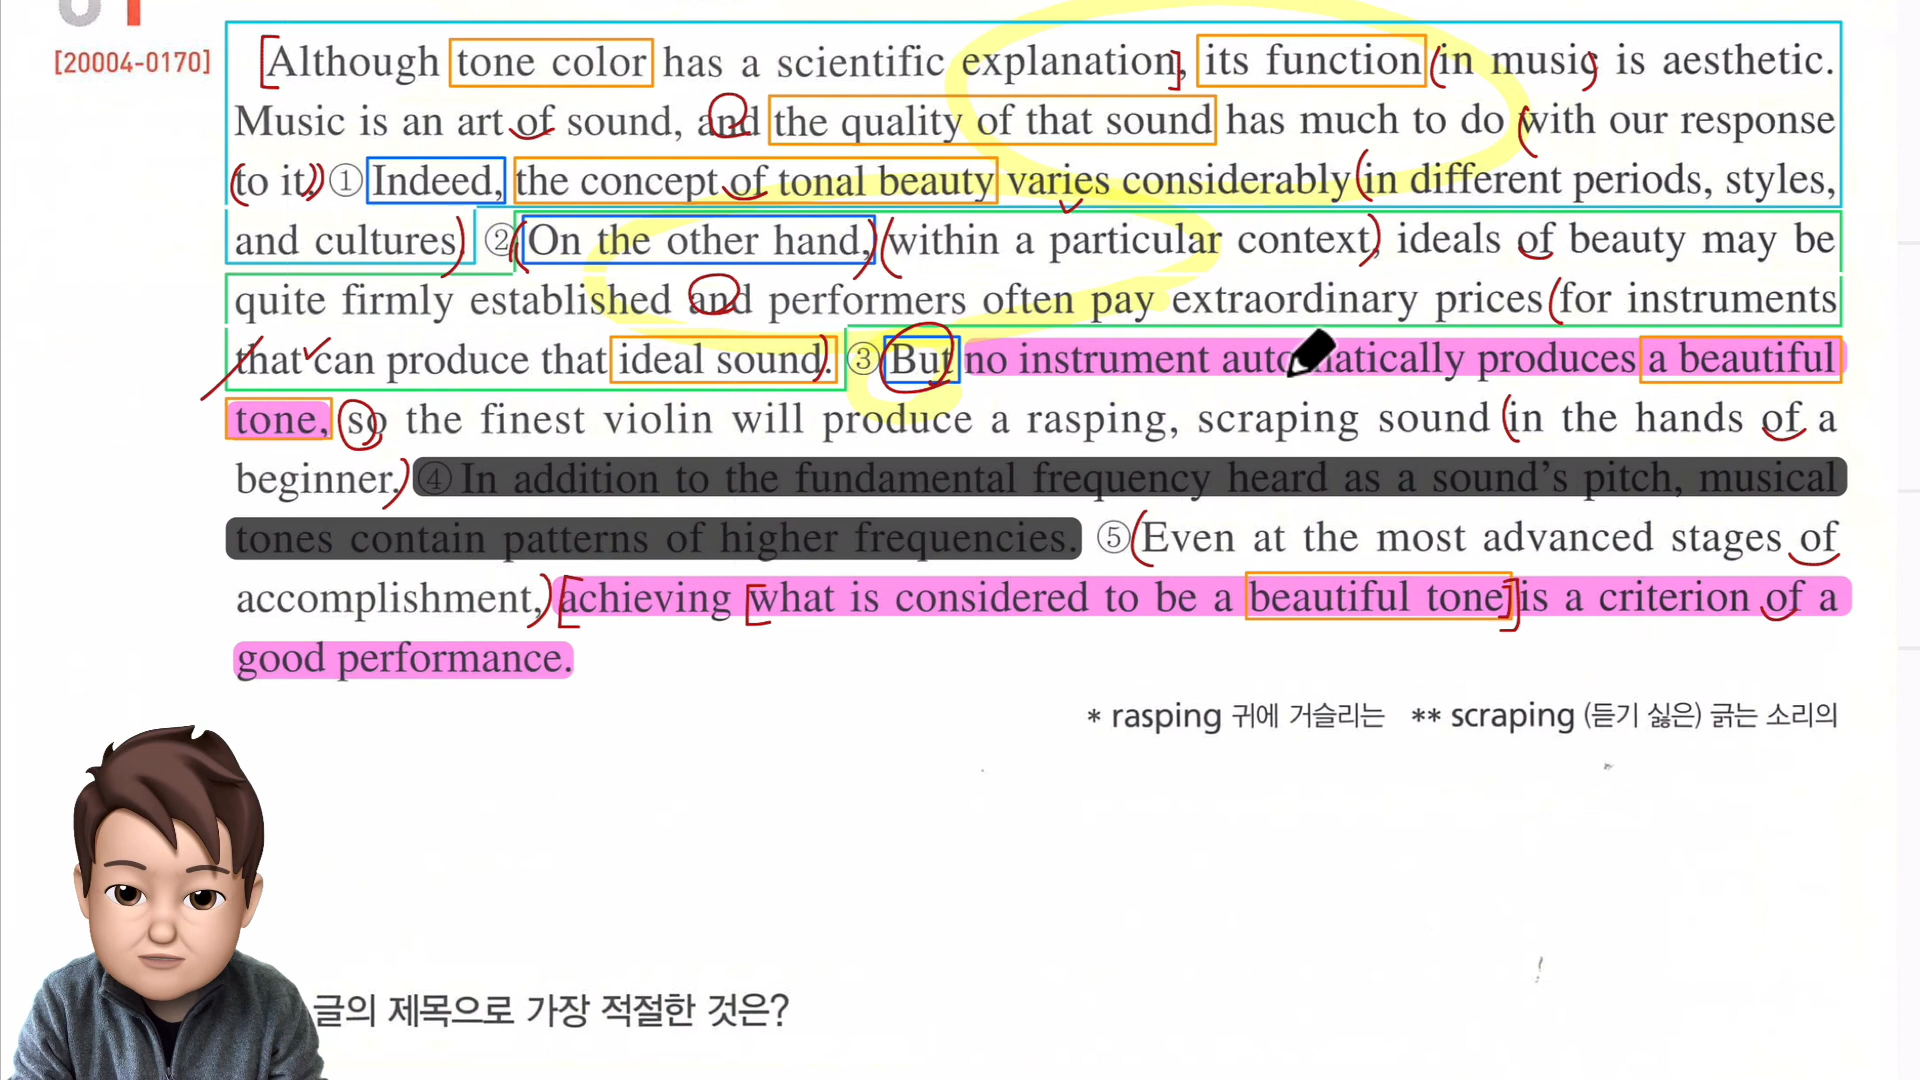 [20004-0170]
Although tone color has a scientific explanation, its function in music is aesthetic.
Music is an art of sound, and the quality of that sound has much to do with our response
to it. ① Indeed, the concept of tonal beauty varies considerably in different periods, styles,
and cultures. ② On the other hand, within a particular context, ideals of beauty may be
quite firmly established and performers often pay extraordinary prices for instruments
that can produce that ideal sound. ③ But no instrument automatically produces a beautiful
tone, so the finest violin will produce a rasping, scraping sound in the hands of a
beginner. ④ In addition to the fundamental frequency heard as a sound's pitch, musical
tones contain patterns of higher frequencies. ⑤ Even at the most advanced stages of
accomplishment, achieving what is considered to be a beautiful tone is a criterion of a
good performance.
* rasping 귀에 거슬리는 ** scraping (듣기 싫은) 긁는 소리의
글의 제목으로 가장 적절한 것은?